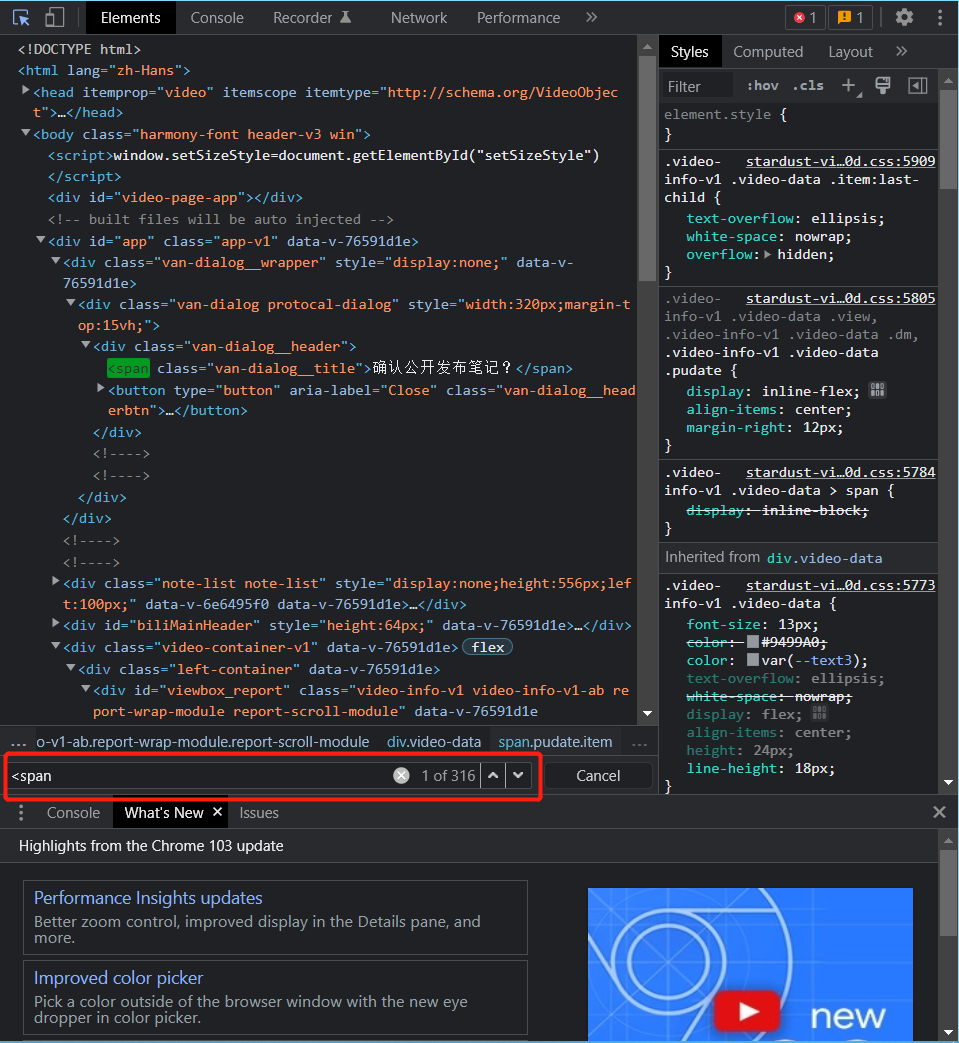 Elements Console Recorder Network Performance » 1 1
<!DOCTYPE html>
<html lang="zh-Hans">
<head itemprop="video" itemscope itemtype="http://schema.org/VideoObjec
t">…</head>
<body class="harmony-font header-v3 win">
<script>window.setSizeStyle=document.getElementById("setSizeStyle")
</script>
<div id="video-page-app"></div>
<!-- built files will be auto injected -->
<div id="app" class="app-v1" data-v-76591d1e>
<div class="van-dialog__wrapper" style="display:none;" data-v-
76591d1e>
<div class="van-dialog protocal-dialog" style="width:320px;margin-t
op:15vh;">
<div class="van-dialog__header">
<span class="van-dialog__title">确认公开发布笔记？</span>
<button type="button" aria-label="Close" class="van-dialog__head
erbtn">…</button>
</div>
<!---->
<!---->
</div>
</div>
<!---->
<!---->
<div class="note-list note-list" style="display:none;height:556px;lef
t:100px;" data-v-6e6495f0 data-v-76591d1e>…</div>
<div id="biliMainHeader" style="height:64px;" data-v-76591d1e>…</div>
<div class="video-container-v1" data-v-76591d1e> flex
<div class="left-container" data-v-76591d1e>
<div id="viewbox_report" class="video-info-v1 video-info-v1-ab re
port-wrap-module report-scroll-module" data-v-76591d1e
... o-v1-ab.report-wrap-module.report-scroll-module div.video-data span.pudate.item ...
<span 1 of 316 Cancel
Styles Computed Layout »
Filter :hov .cls +
element.style {
}
.video- stardust-vi…0d.css:5909
info-v1 .video-data .item:last-
child {
text-overflow: ellipsis;
white-space: nowrap;
overflow: hidden;
}
.video- stardust-vi…0d.css:5805
info-v1 .video-data .view,
.video-info-v1 .video-data .dm,
.video-info-v1 .video-data
.pudate {
display: inline-flex;
align-items: center;
margin-right: 12px;
}
.video- stardust-vi…0d.css:5784
info-v1 .video-data > span {
display: inline-block;
}
Inherited from div.video-data
.video- stardust-vi…0d.css:5773
info-v1 .video-data {
font-size: 13px;
color: #9499A0;
color: var(--text3);
text-overflow: ellipsis;
white-space: nowrap;
display: flex;
align-items: center;
height: 24px;
line-height: 18px;
}
Console What's New × Issues ×
Highlights from the Chrome 103 update
Performance Insights updates
Better zoom control, improved display in the Details pane, and
more.
Improved color picker
Pick a color outside of the browser window with the new eye
dropper in color picker.
new